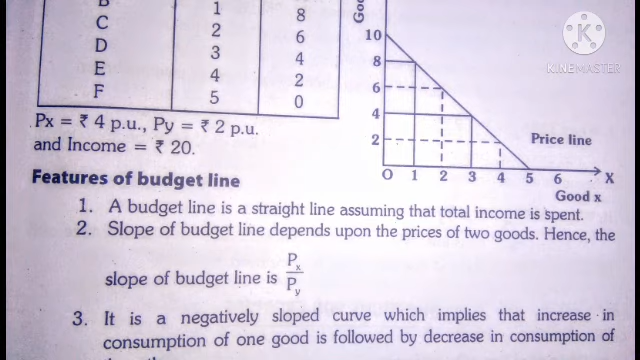 B 1 8
C 2 6
D 3 4
E 4 2
F 5 0
Px = ₹ 4 p.u., Py = ₹ 2 p.u.
and Income = ₹ 20.
Goo
10
8
6
4
2
O 1 2 3 4 5 6 X
Price line
Good x
K
KINEMASTER
Features of budget line
1. A budget line is a straight line assuming that total income is spent.
2. Slope of budget line depends upon the prices of two goods. Hence, the
slope of budget line is Px/Py
3. It is a negatively sloped curve which implies that increase in
consumption of one good is followed by decrease in consumption of